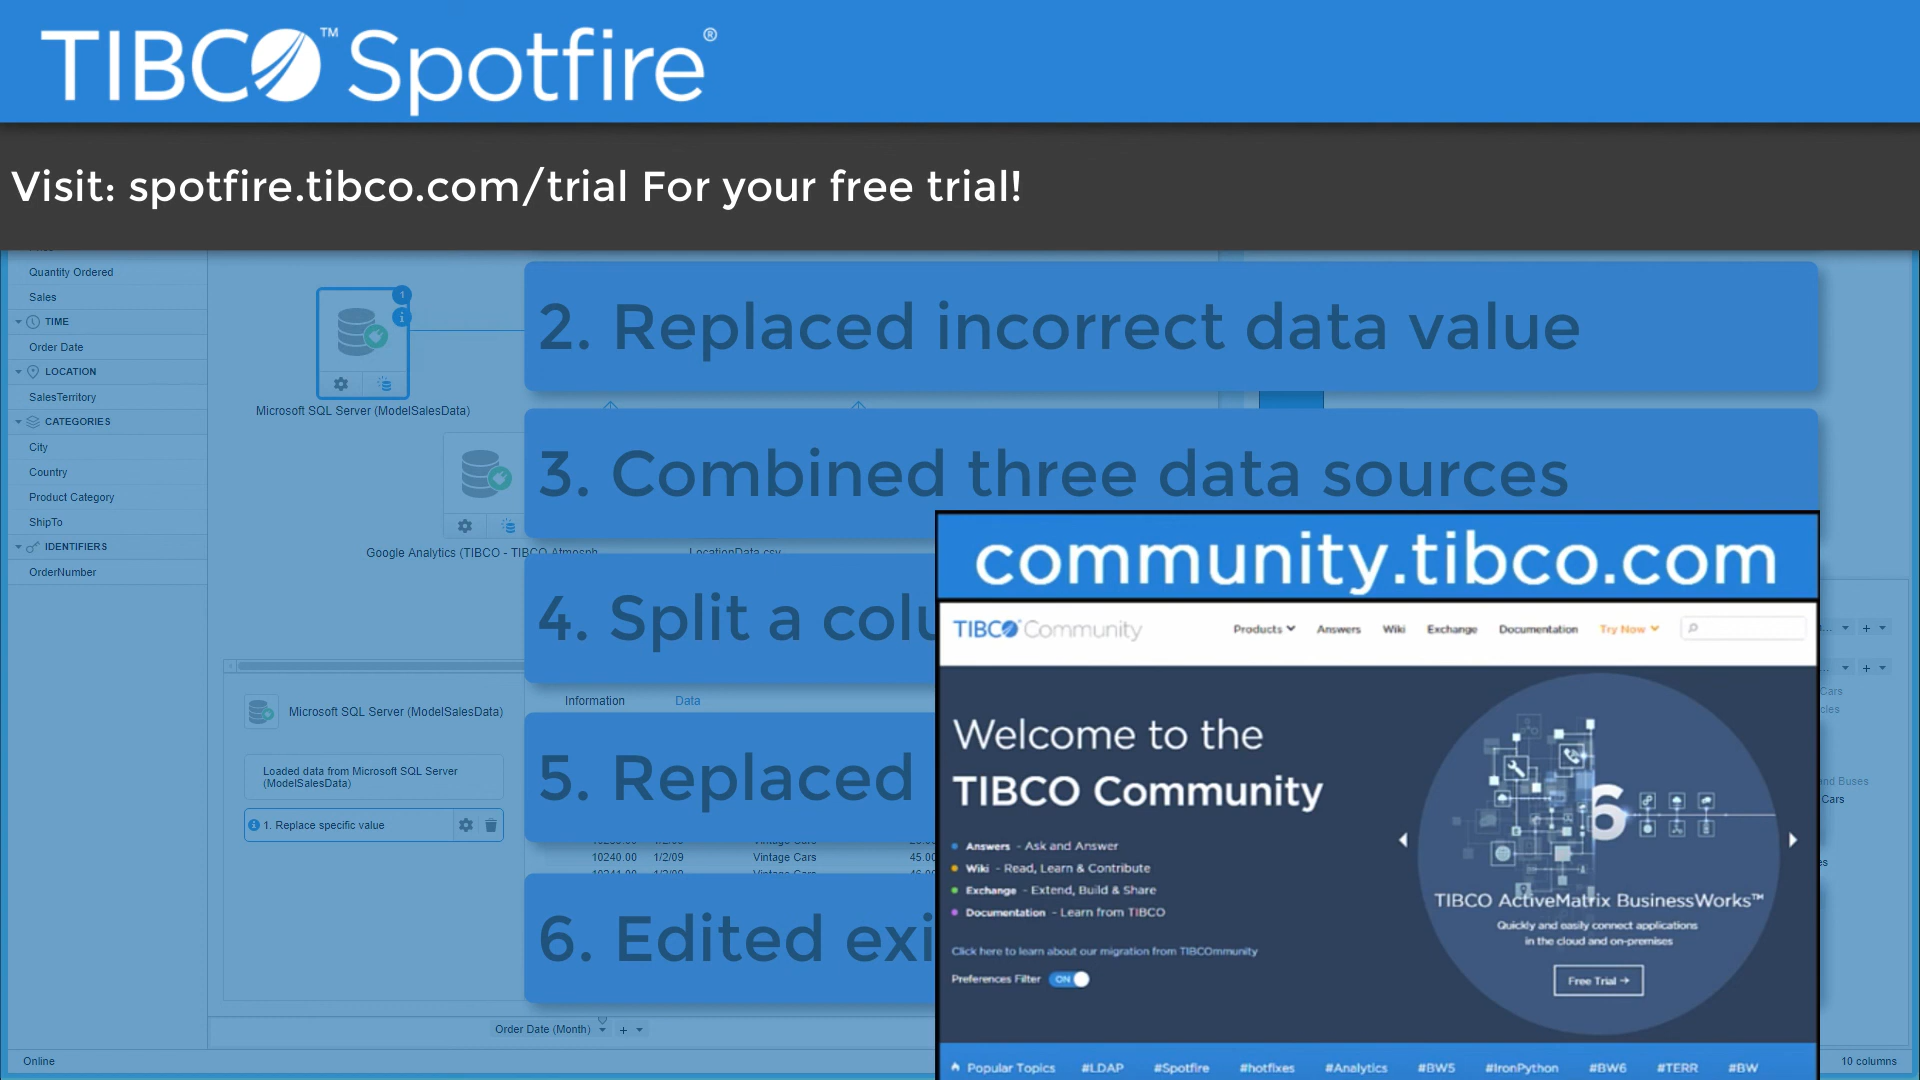 TIBCO™ Spotfire®
Visit: spotfire.tibco.com/trial For your free trial!
Quantity Ordered
Sales
TIME
Order Date
LOCATION
SalesTerritory
CATEGORIES
City
Country
Product Category
ShipTo
IDENTIFIERS
OrderNumber
1
i
Microsoft SQL Server (ModelSalesData)
Google Analytics (TIBCO - TIBCO Atmosph...
LocationData.csv
2. Replaced incorrect data value
3. Combined three data sources
4. Split a colu
5. Replaced
6. Edited exi
Microsoft SQL Server (ModelSalesData)
Loaded data from Microsoft SQL Server
(ModelSalesData)
1. Replace specific value
Information Data
10240.00 1/2/09 Vintage Cars 45.00
Order Date (Month)
Online
10 columns
Cars
and Buses
Cars
community.tibco.com
TIBCO Community
Products Answers Wiki Exchange Documentation Try Now
Welcome to the
TIBCO Community
Answers - Ask and Answer
Wiki - Read, Learn & Contribute
Exchange - Extend, Build & Share
Documentation - Learn from TIBCO
Click here to learn about our migration from TIBCOmmunity
Preferences Filter ON
6
TIBCO ActiveMatrix BusinessWorks™
Quickly and easily connect applications
in the cloud and on-premises
Free Trial →
Popular Topics #LDAP #Spotfire #hotfixes #Analytics #BW5 #IronPython #BW6 #TERR #BW